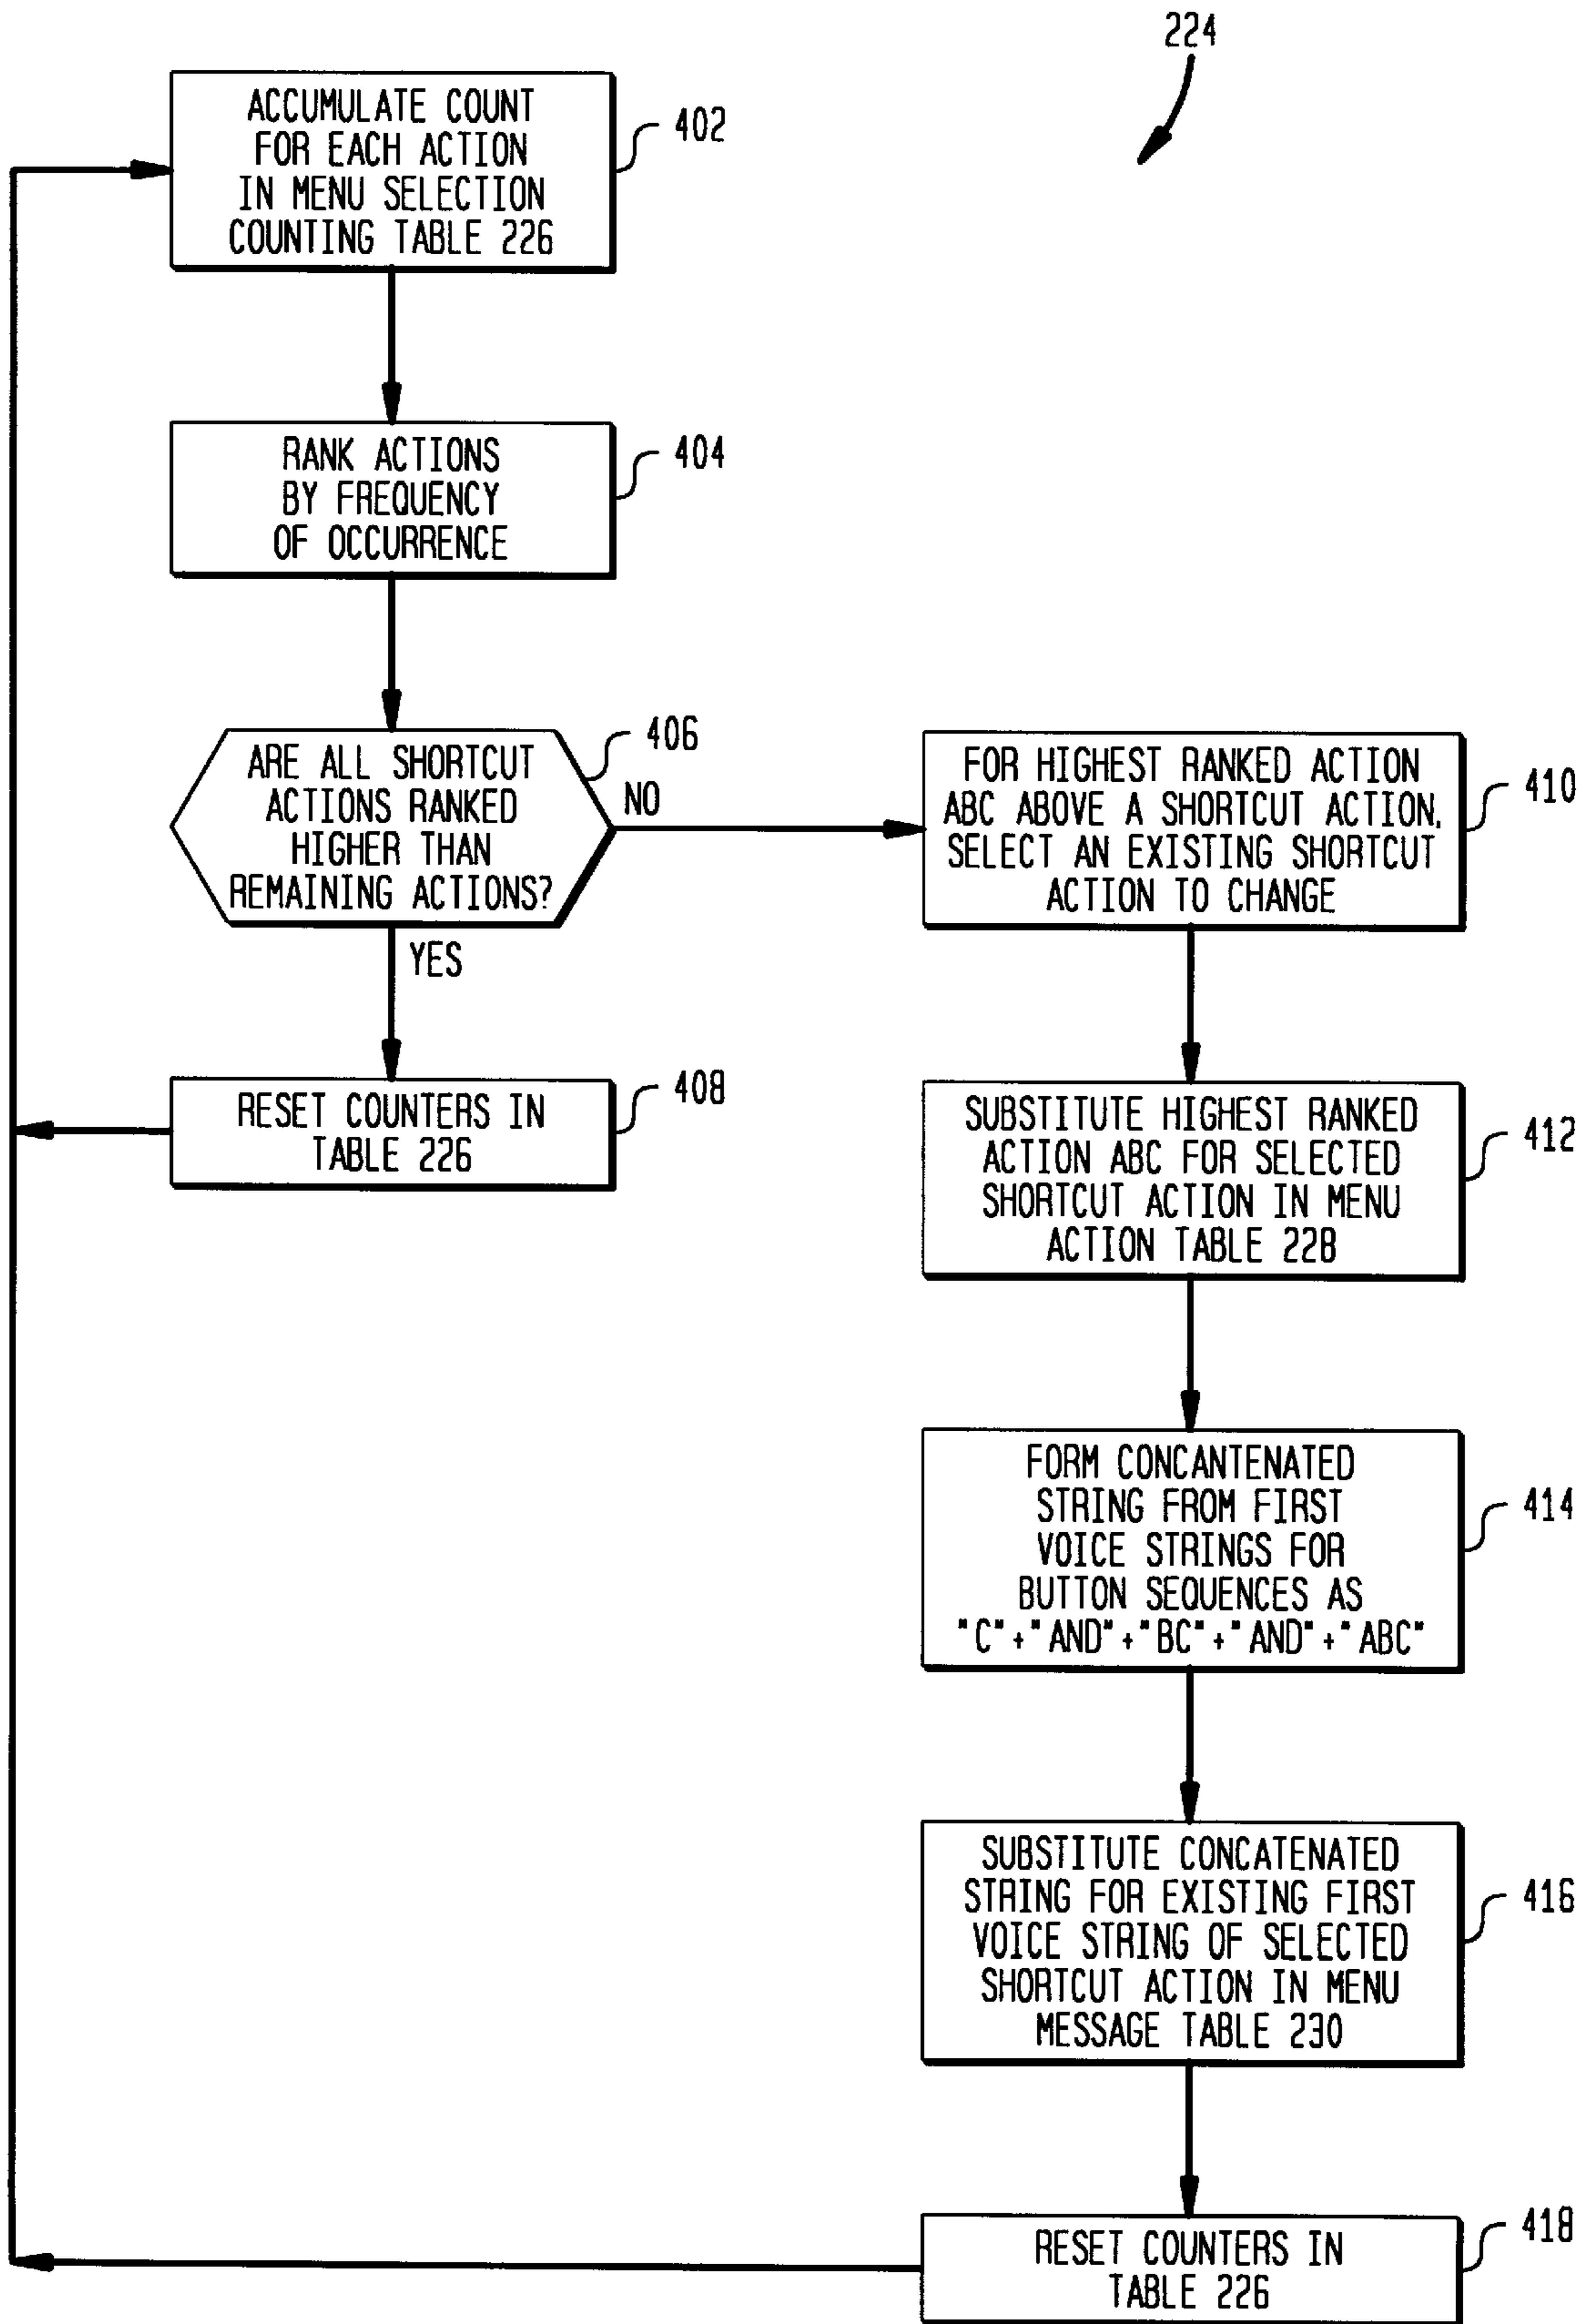 224
ACCUMULATE COUNT
FOR EACH ACTION
IN MENU SELECTION
COUNTING TABLE 226
402
RANK ACTIONS
BY FREQUENCY
OF OCCURRENCE
404
ARE ALL SHORTCUT
ACTIONS RANKED
HIGHER THAN
REMAINING ACTIONS?
406
NO
YES
RESET COUNTERS IN
TABLE 226
408
FOR HIGHEST RANKED ACTION
ABC ABOVE A SHORTCUT ACTION,
SELECT AN EXISTING SHORTCUT
ACTION TO CHANGE
410
SUBSTITUTE HIGHEST RANKED
ACTION ABC FOR SELECTED
SHORTCUT ACTION IN MENU
ACTION TABLE 228
412
FORM CONCANTENATED
STRING FROM FIRST
VOICE STRINGS FOR
BUTTON SEQUENCES AS
"C"+"AND"+"BC"+"AND"+"ABC"
414
SUBSTITUTE CONCATENATED
STRING FOR EXISTING FIRST
VOICE STRING OF SELECTED
SHORTCUT ACTION IN MENU
MESSAGE TABLE 230
416
RESET COUNTERS IN
TABLE 226
418